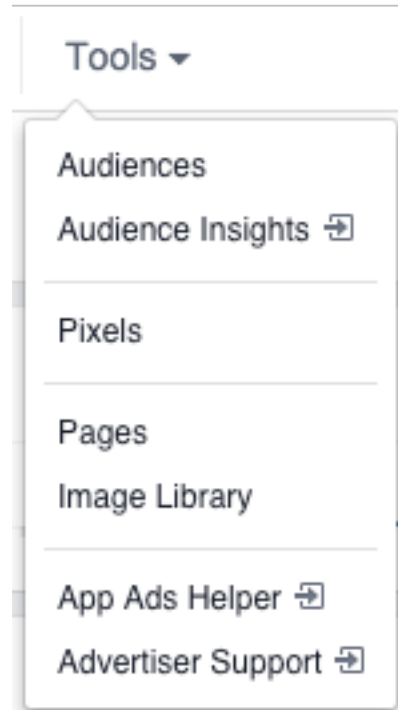 Tools
Audiences
Audience Insights
Pixels
Pages
Image Library
App Ads Helper
Advertiser Support